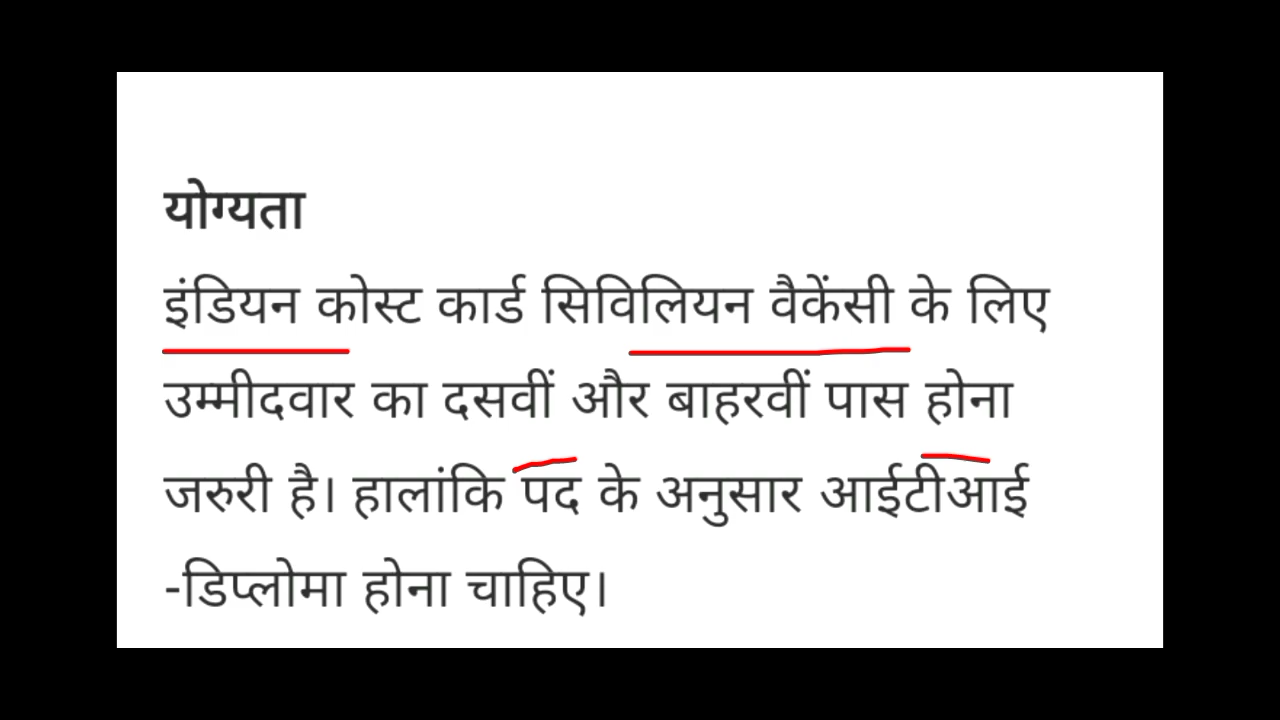 योग्यता
इंडियन कोस्ट कार्ड सिविलियन वैकेंसी के लिए
उम्मीदवार का दसवीं और बाहरवीं पास होना
जरुरी है। हालांकि पद के अनुसार आईटीआई
-डिप्लोमा होना चाहिए।